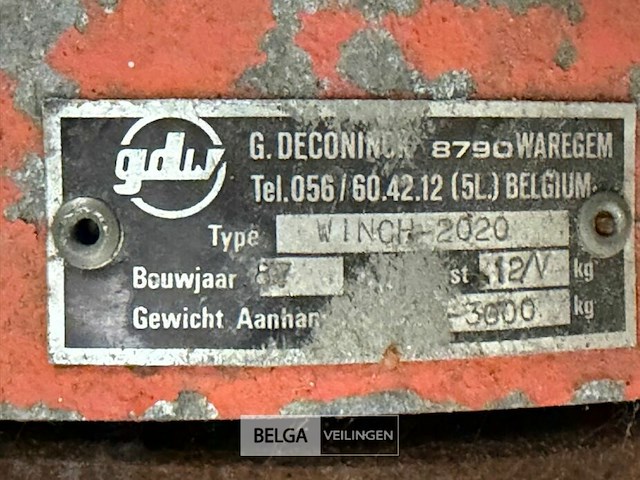 gdw
G. DECONINCK 8790 WAREGEM
Tel. 056/60.42.12 (5L.) BELGIUM
Type WINCH-2020
Bouwjaar 87 st 12/V kg
Gewicht Aanhan -3000 kg
BELGA VEILINGEN